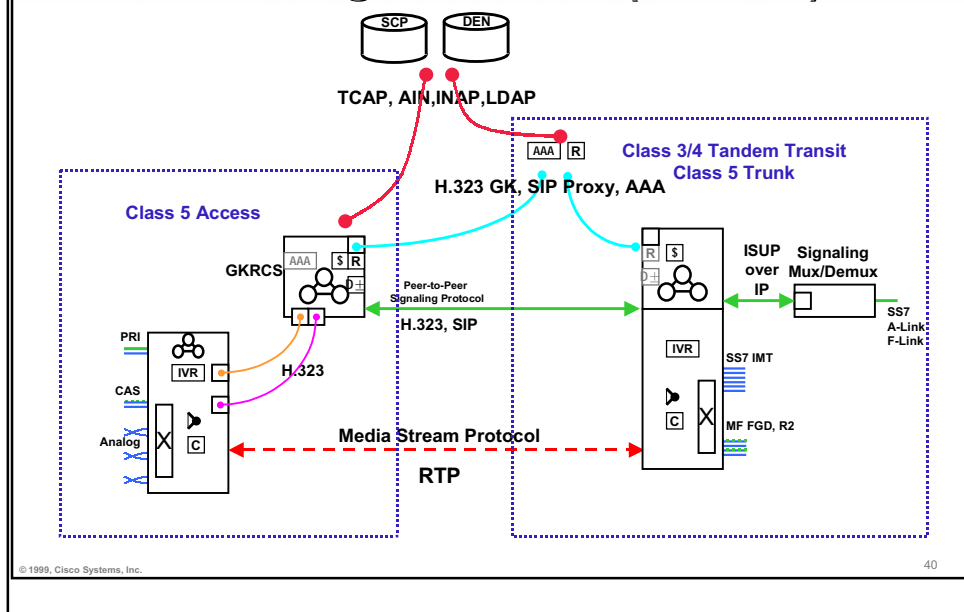 SCP
DEN
TCAP, AIN,INAP,LDAP
AAA
R
Class 3/4 Tandem Transit
Class 5 Trunk
H.323 GK, SIP Proxy, AAA
Class 5 Access
GKRCS
AAA
$
R
D±
Peer-to-Peer
Signaling Protocol
H.323, SIP
R
$
D±
ISUP
over
IP
Signaling
Mux/Demux
SS7
A-Link
F-Link
PRI
IVR
H.323
CAS
Analog
X
C
Media Stream Protocol
RTP
IVR
SS7 IMT
X
C
MF FGD, R2
© 1999, Cisco Systems, Inc.
40